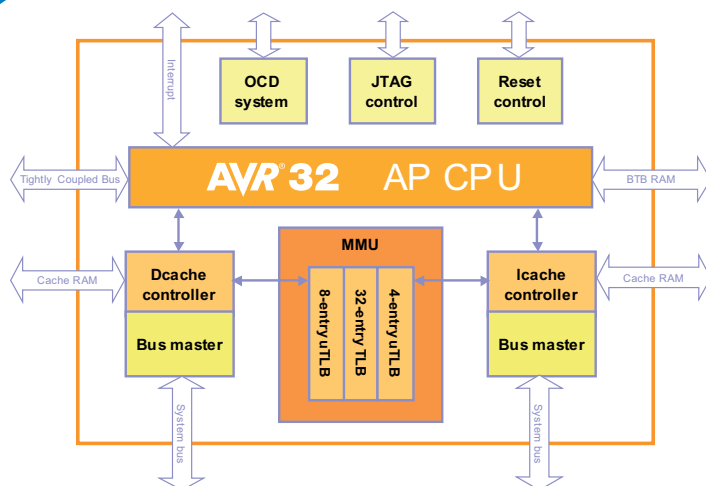 Interrupt
OCD
system
JTAG
control
Reset
control
Tightly Coupled Bus
AVR®32 AP CPU
BTB RAM
MMU
Cache RAM
Dcache
controller
8-entry uTLB
32-entry TLB
4-entry uTLB
Icache
controller
Cache RAM
Bus master
Bus master
System bus
System bus